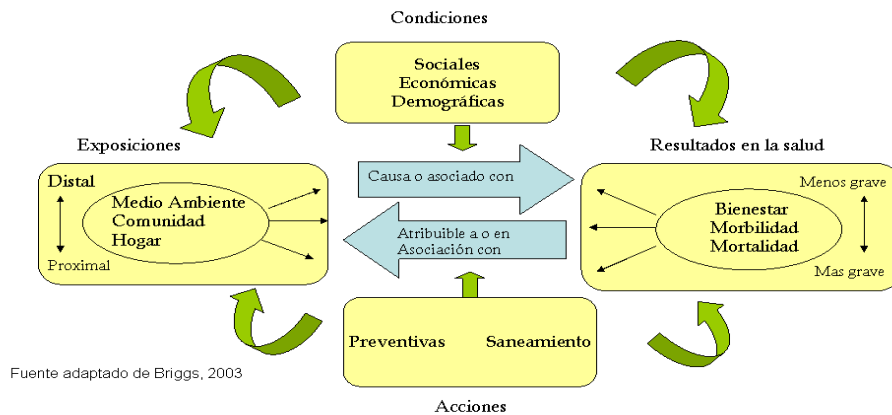 Condiciones
Sociales
Económicas
Demográficas
Exposiciones
Distal
Medio Ambiente
Comunidad
Hogar
Proximal
Causa o asociado con
Atribuible a o en
Asociación con
Resultados en la salud
Menos grave
Bienestar
Morbilidad
Mortalidad
Mas grave
Preventivas Saneamiento
Fuente adaptado de Briggs, 2003
Acciones